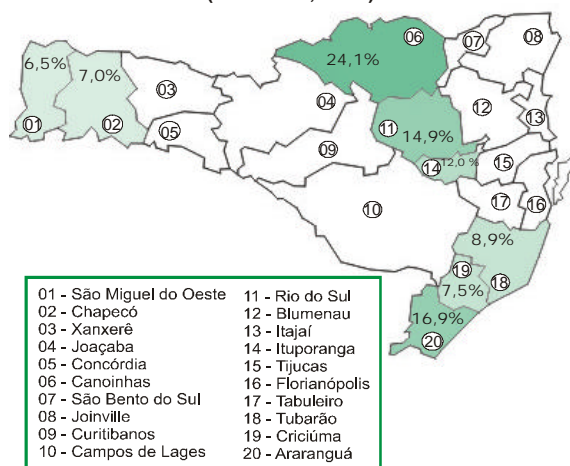 06
07
08
6,5%
7,0%
24,1%
03
04
12
13
01
02
05
11
14,9%
09
14
12,0 %
15
10
17
16
8,9%
19
18
7,5%
16,9%
20
01 - São Miguel do Oeste
02 - Chapecó
03 - Xanxerê
04 - Joaçaba
05 - Concórdia
06 - Canoinhas
07 - São Bento do Sul
08 - Joinville
09 - Curitibanos
10 - Campos de Lages
11 - Rio do Sul
12 - Blumenau
13 - Itajaí
14 - Ituporanga
15 - Tijucas
16 - Florianópolis
17 - Tabuleiro
18 - Tubarão
19 - Criciúma
20 - Araranguá